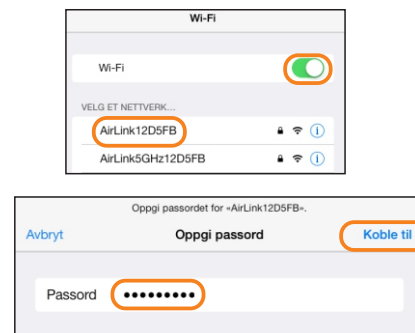 Wi-Fi
Wi-Fi
VELG ET NETTVERK...
AirLink12D5FB
AirLink5GHz12D5FB
Oppgi passordet for «AirLink12D5FB».
Avbryt Oppgi passord Koble til
Passord •••••••••